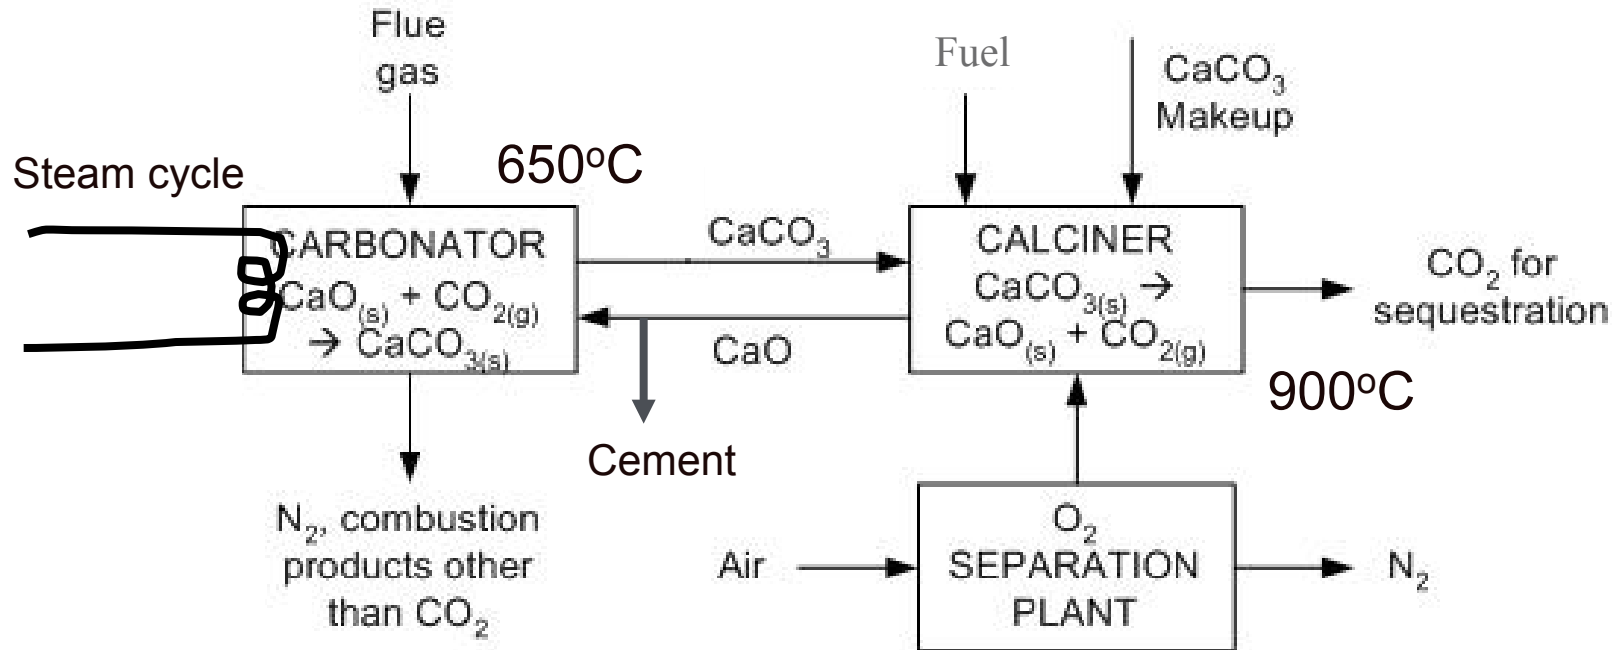 Flue
gas
Fuel
CaCO₃
Makeup
Steam cycle
650ºC
CARBONATOR
CaO(s) + CO₂(g)
→ CaCO₃(s)
CaCO₃
CaO
CALCINER
CaCO₃(s) →
CaO(s) + CO₂(g)
CO₂ for
sequestration
900ºC
Cement
N₂, combustion
products other
than CO₂
Air
O₂
SEPARATION
PLANT
N₂